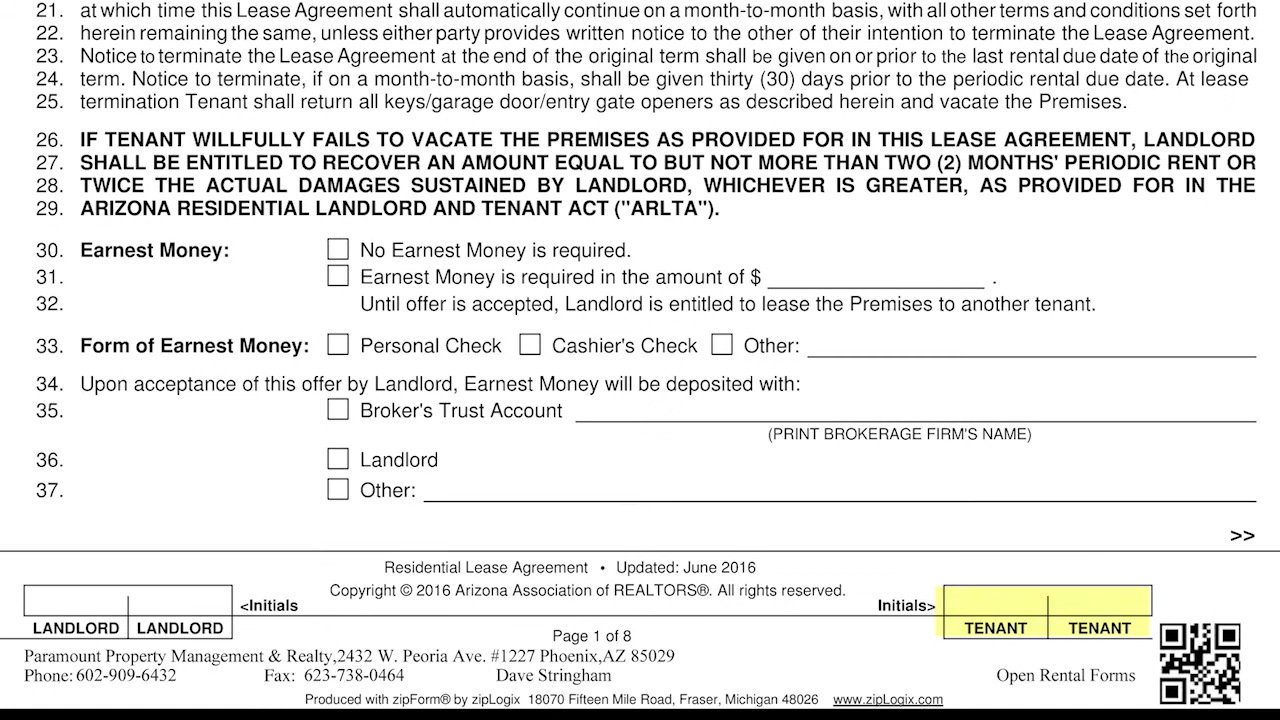 21. at which time this Lease Agreement shall automatically continue on a month-to-month basis, with all other terms and conditions set forth
22. herein remaining the same, unless either party provides written notice to the other of their intention to terminate the Lease Agreement.
23. Notice to terminate the Lease Agreement at the end of the original term shall be given on or prior to the last rental due date of the original
24. term. Notice to terminate, if on a month-to-month basis, shall be given thirty (30) days prior to the periodic rental due date. At lease
25. termination Tenant shall return all keys/garage door/entry gate openers as described herein and vacate the Premises.
26. IF TENANT WILLFULLY FAILS TO VACATE THE PREMISES AS PROVIDED FOR IN THIS LEASE AGREEMENT, LANDLORD
27. SHALL BE ENTITLED TO RECOVER AN AMOUNT EQUAL TO BUT NOT MORE THAN TWO (2) MONTHS' PERIODIC RENT OR
28. TWICE THE ACTUAL DAMAGES SUSTAINED BY LANDLORD, WHICHEVER IS GREATER, AS PROVIDED FOR IN THE
29. ARIZONA RESIDENTIAL LANDLORD AND TENANT ACT ("ARLTA").
30. Earnest Money: No Earnest Money is required.
31. Earnest Money is required in the amount of $ ____________________ .
32. Until offer is accepted, Landlord is entitled to lease the Premises to another tenant.
33. Form of Earnest Money: Personal Check Cashier's Check Other: ____________________
34. Upon acceptance of this offer by Landlord, Earnest Money will be deposited with:
35. Broker's Trust Account ____________________
(PRINT BROKERAGE FIRM'S NAME)
36. Landlord
37. Other: ____________________
>>
Residential Lease Agreement • Updated: June 2016
Copyright © 2016 Arizona Association of REALTORS®. All rights reserved.
<Initials Initials>
LANDLORD LANDLORD TENANT TENANT
Page 1 of 8
Paramount Property Management & Realty,2432 W. Peoria Ave. #1227 Phoenix,AZ 85029
Phone: 602-909-6432 Fax: 623-738-0464 Dave Stringham Open Rental Forms
Produced with zipForm® by zipLogix 18070 Fifteen Mile Road, Fraser, Michigan 48026 www.zipLogix.com